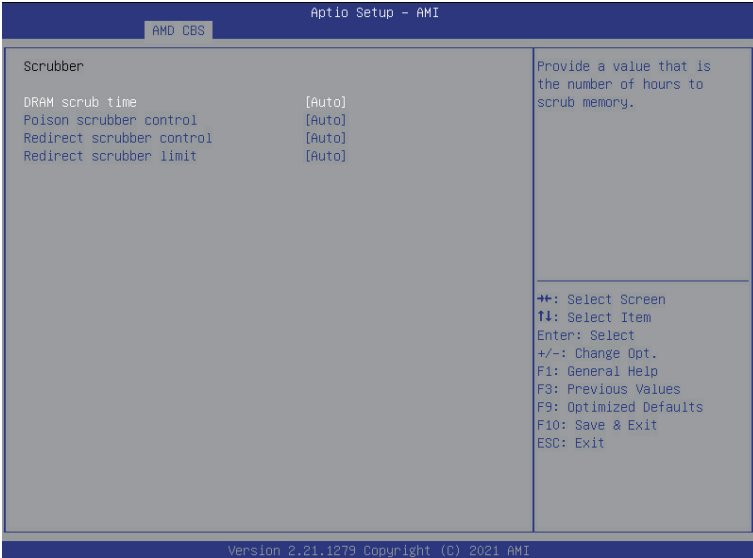 Aptio Setup – AMI
AMD CBS
Scrubber
DRAM scrub time [Auto]
Poison scrubber control [Auto]
Redirect scrubber control [Auto]
Redirect scrubber limit [Auto]
Provide a value that is
the number of hours to
scrub memory.
→←: Select Screen
↑↓: Select Item
Enter: Select
+/-: Change Opt.
F1: General Help
F3: Previous Values
F9: Optimized Defaults
F10: Save & Exit
ESC: Exit
Version 2.21.1279 Copyright (C) 2021 AMI